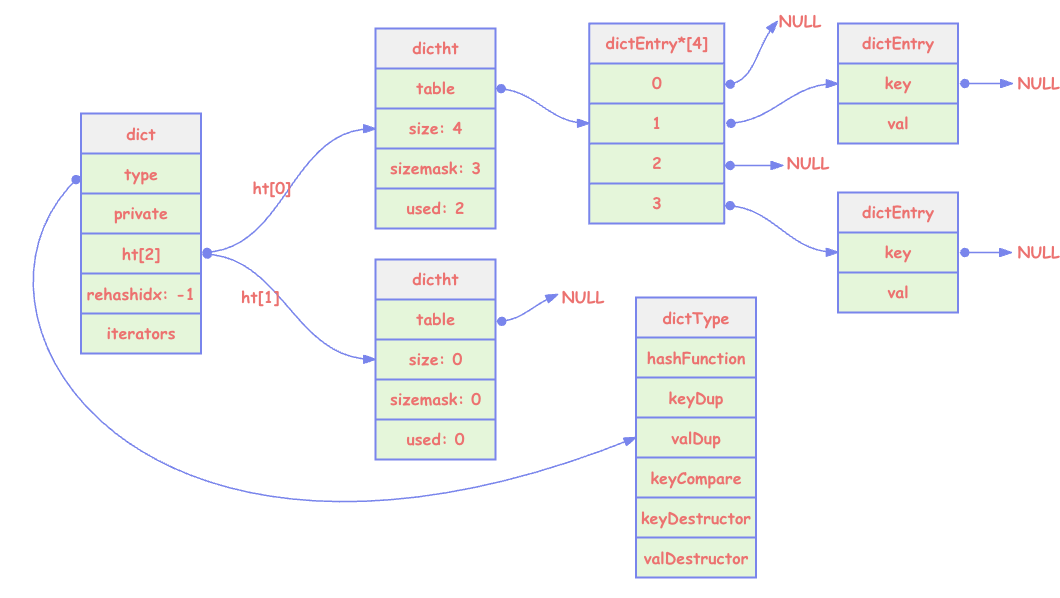 dict
type
private
ht[2]
rehashidx: -1
iterators
ht[0]
ht[1]
dictht
table
size: 4
sizemask: 3
used: 2
dictht
table
size: 0
sizemask: 0
used: 0
NULL
dictEntry*[4]
0
1
2
3
NULL
NULL
dictEntry
key
val
NULL
dictEntry
key
val
NULL
dictType
hashFunction
keyDup
valDup
keyCompare
keyDestructor
valDestructor